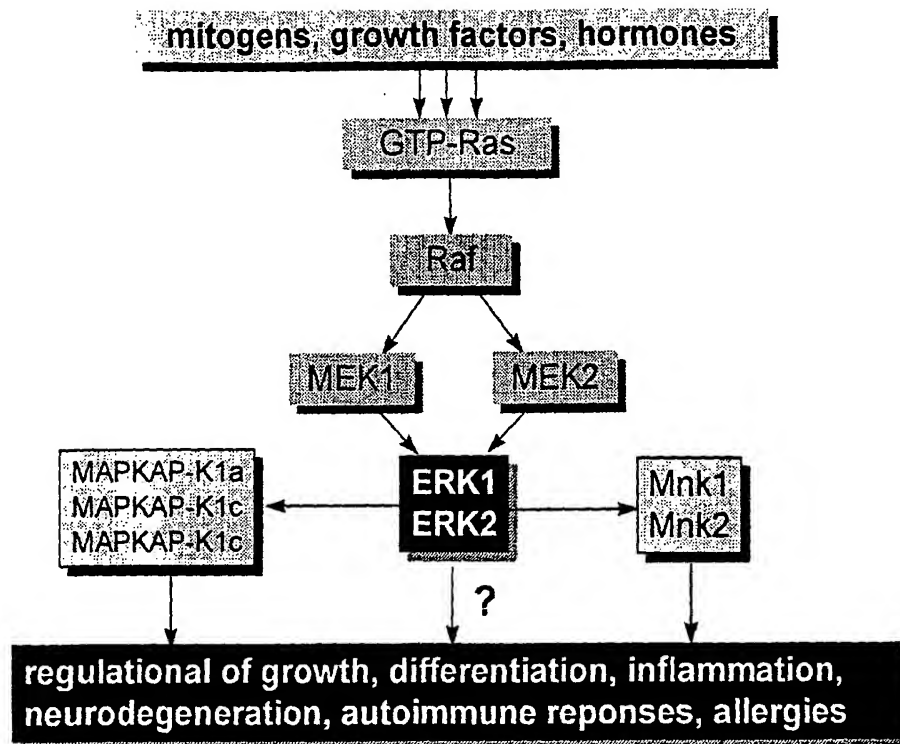 mitogens, growth factors, hormones
GTP-Ras
Raf
MEK1
MEK2
MAPKAP-K1a
MAPKAP-K1c
MAPKAP-K1c
ERK1
ERK2
Mnk1
Mnk2
?
regulational of growth, differentiation, inflammation,
neurodegeneration, autoimmune reponses, allergies